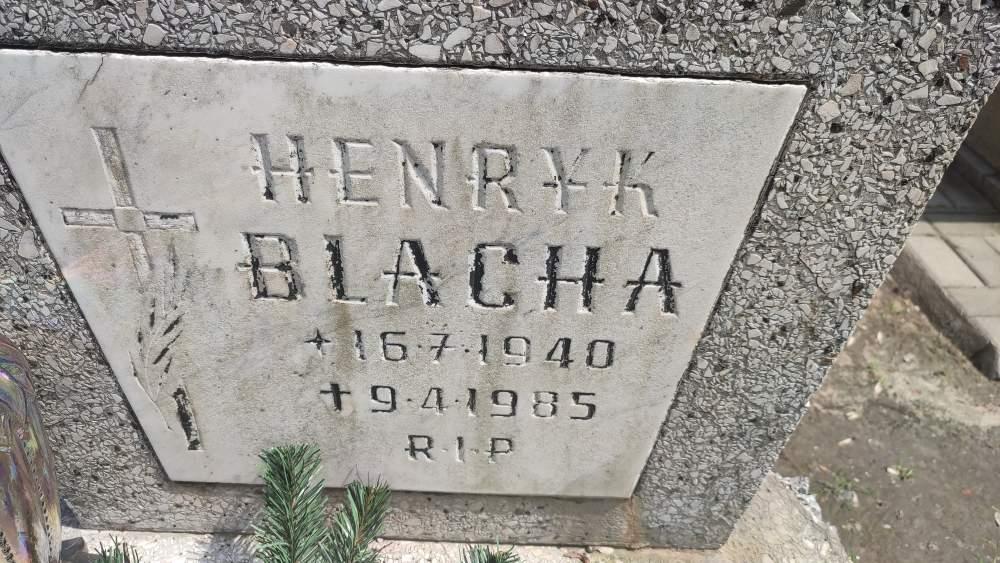 HENRYK
BLACHA
⋆ 16·7·1940
✝ 9·4·1985
R·I·P